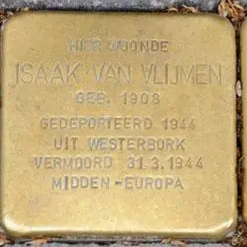 HIER WOONDE
ISAAK VAN VLIJMEN
GEB. 1908
GEDEPORTEERD 1944
UIT WESTERBORK
VERMOORD 31.3.1944
MIDDEN-EUROPA